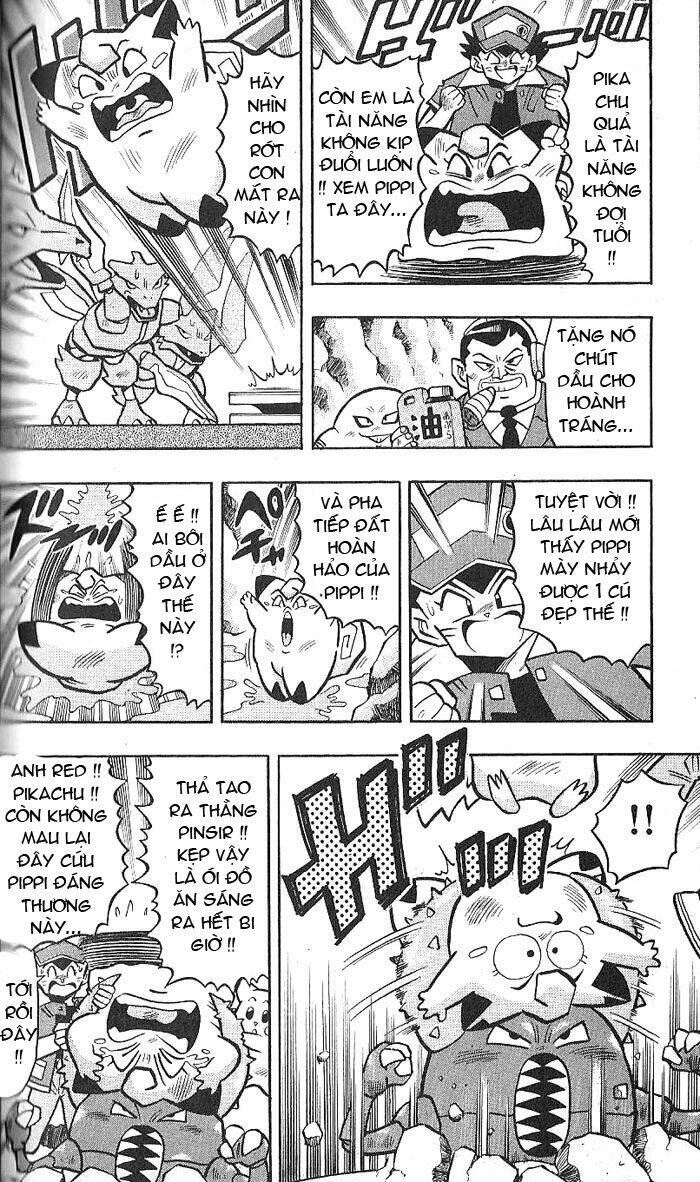 PIKA
CHU
QUẢ
LÀ TÀI
NĂNG
KHÔNG
ĐỢI
TUỔI
!!
CÒN EM LÀ
TÀI NĂNG
KHÔNG KỊP
ĐUỔI LUÔN
!! XEM PIPPI
TA ĐÂY...
HÃY
NHÌN
CHO
RỚT
CON
MẮT RA
NÀY !
TẶNG NÓ
CHÚT
DẦU CHO
HOÀNH
TRÁNG...
油
TUYỆT VỜI !!
LÂU LÂU MỚI
THẤY PIPPI
MÀY NHẢY
ĐƯỢC 1 CÚ
ĐẸP THẾ !!
VÀ PHA
TIẾP ĐẤT
HOÀN
HẢO CỦA
PIPPI !!
Ế Ế !!
AI BÔI
DẦU Ở
ĐÂY
THẾ
NÀY
!?
!!
THẢ TAO
RA THẰNG
PINSIR !!
KẸP VẬY
LÀ ÓI ĐỒ
ĂN SÁNG
RA HẾT BI
GIỜ !!
ANH RED !!
PIKACHU !!
CÒN KHÔNG
MAU LẠI
ĐÂY CỨU
PIPPI ĐÁNG
THƯƠNG
NÀY...
TỚI
RỒI
ĐÂY
!!